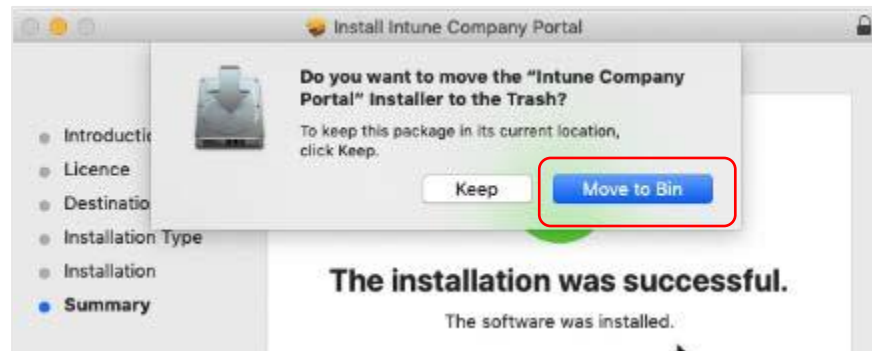 Install Intune Company Portal
Do you want to move the “Intune Company
Portal” Installer to the Trash?
To keep this package in its current location,
click Keep.
Keep
Move to Bin
Licence
Installation Type
Installation
Summary
The installation was successful.
The software was installed.